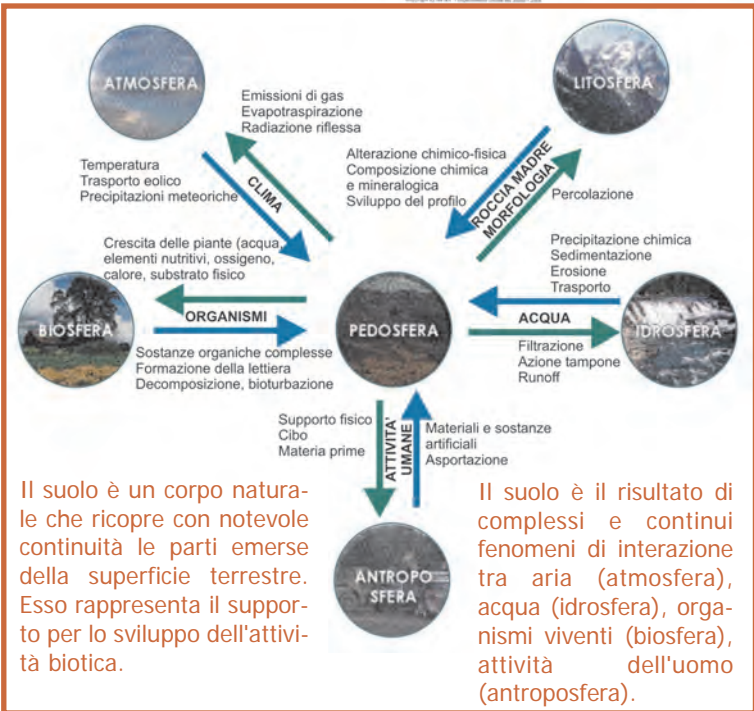 ATMOSFERA
Emissioni di gas
Evapotraspirazione
Radiazione riflessa
Temperatura
Trasporto eolico
Precipitazioni meteoriche
CLIMA
LITOSFERA
Alterazione chimico-fisica
Composizione chimica
e mineralogica
Sviluppo del profilo
ROCCIA MADRE
MORFOLOGIA
Percolazione
Crescita delle piante (acqua,
elementi nutritivi, ossigeno,
calore, substrato fisico
BIOSFERA
ORGANISMI
Sostanze organiche complesse
Formazione della lettiera
Decomposizione, bioturbazione
PEDOSFERA
Precipitazione chimica
Sedimentazione
Erosione
Trasporto
ACQUA
IDROSFERA
Filtrazione
Azione tampone
Runoff
Supporto fisico
Cibo
Materia prime
ATTIVITA'
UMANE
Materiali e sostanze
artificiali
Asportazione
ANTROPO
SFERA
Il suolo è un corpo natura-
le che ricopre con notevole
continuità le parti emerse
della superficie terrestre.
Esso rappresenta il suppor-
to per lo sviluppo dell'attivi-
tà biotica.
Il suolo è il risultato di
complessi e continui
fenomeni di interazione
tra aria (atmosfera),
acqua (idrosfera), orga-
nismi viventi (biosfera),
attività dell'uomo
(antroposfera).